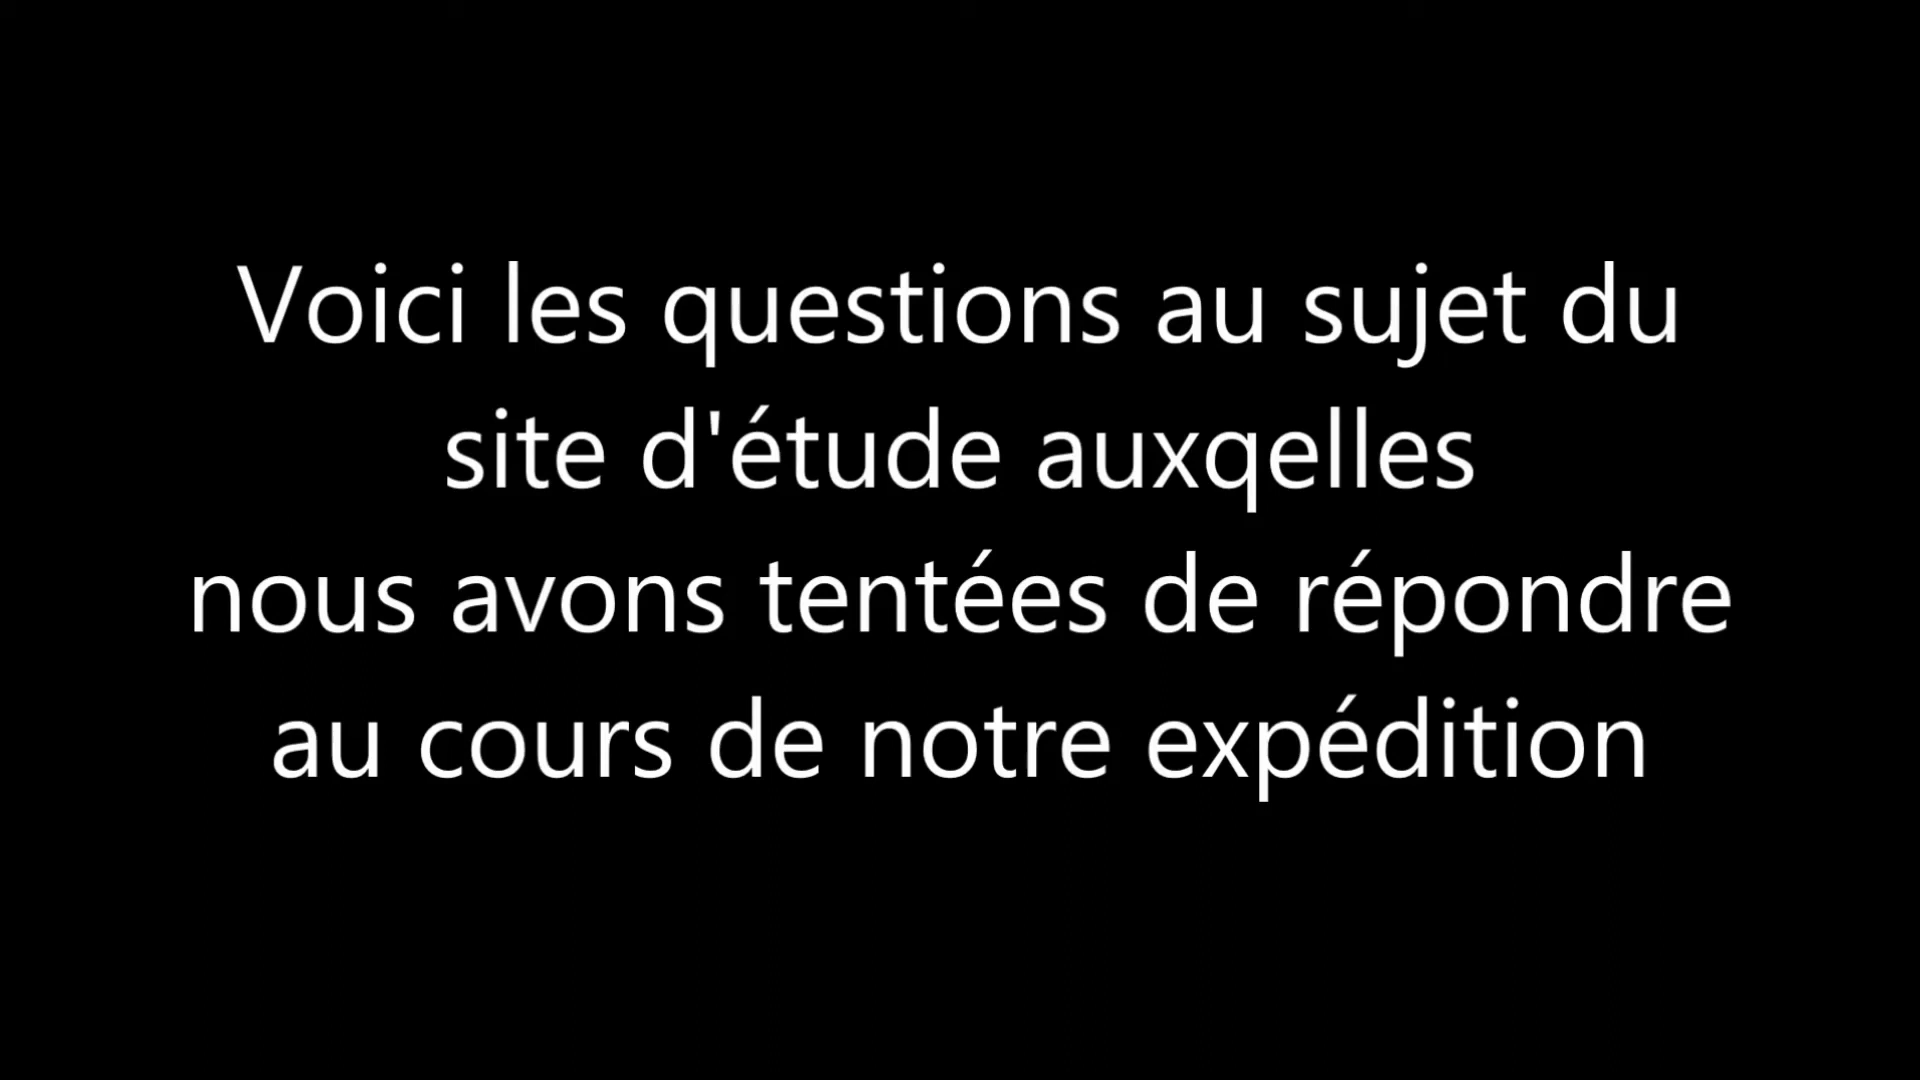 Voici les questions au sujet du
site d'étude auxqelles
nous avons tentées de répondre
au cours de notre expédition